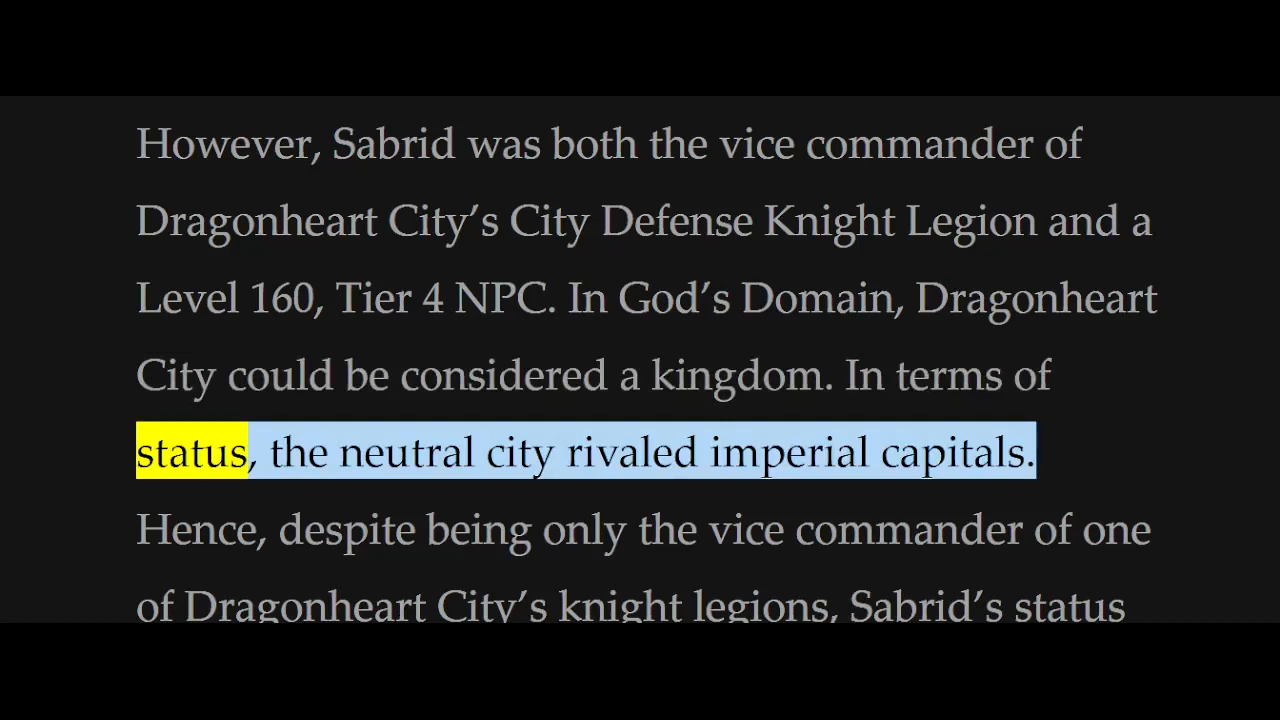 However, Sabrid was both the vice commander of
Dragonheart City’s City Defense Knight Legion and a
Level 160, Tier 4 NPC. In God’s Domain, Dragonheart
City could be considered a kingdom. In terms of
status, the neutral city rivaled imperial capitals.
Hence, despite being only the vice commander of one
of Dragonheart City’s knight legions, Sabrid’s status